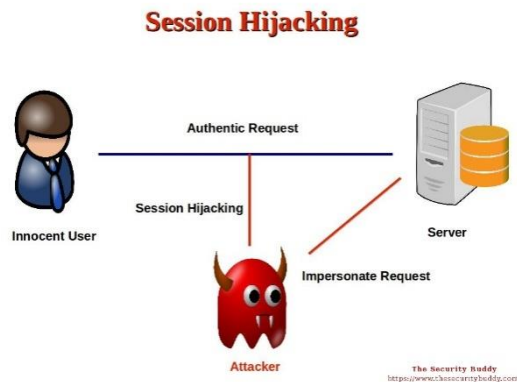 Session Hijacking
Authentic Request
Session Hijacking
Innocent User
Server
Impersonate Request
Attacker
The Security Buddy
https://www.thesecuritybuddy.com